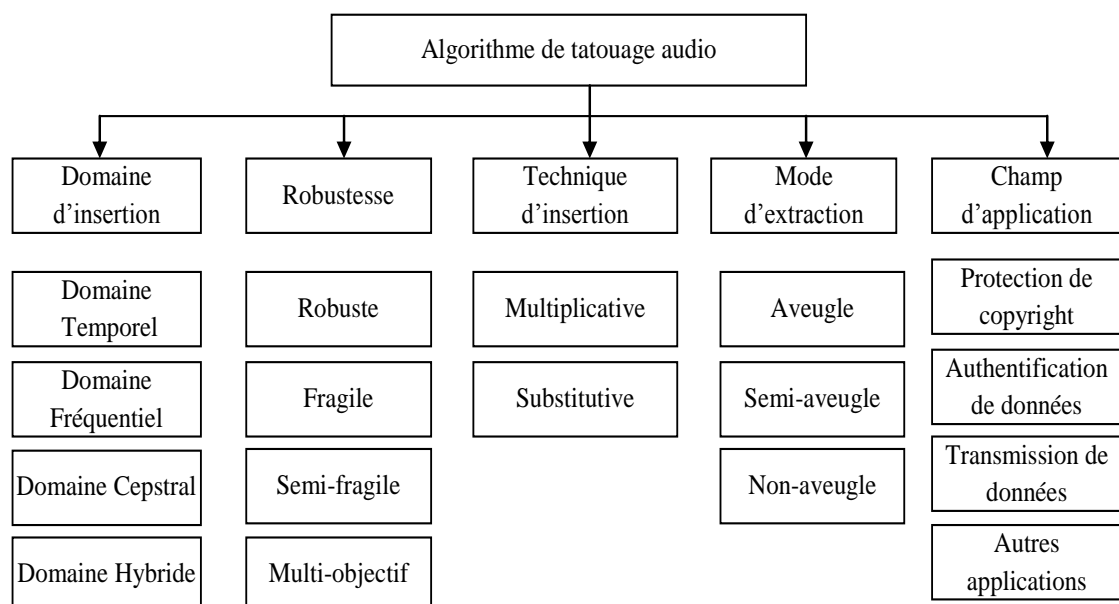 Algorithme de tatouage audio
Domaine
d’insertion
Robustesse
Technique
d’insertion
Mode
d’extraction
Champ
d’application
Domaine
Temporel
Domaine
Fréquentiel
Domaine Cepstral
Domaine Hybride
Robuste
Fragile
Semi-fragile
Multi-objectif
Multiplicative
Substitutive
Aveugle
Semi-aveugle
Non-aveugle
Protection de
copyright
Authentification
de données
Transmission de
données
Autres
applications